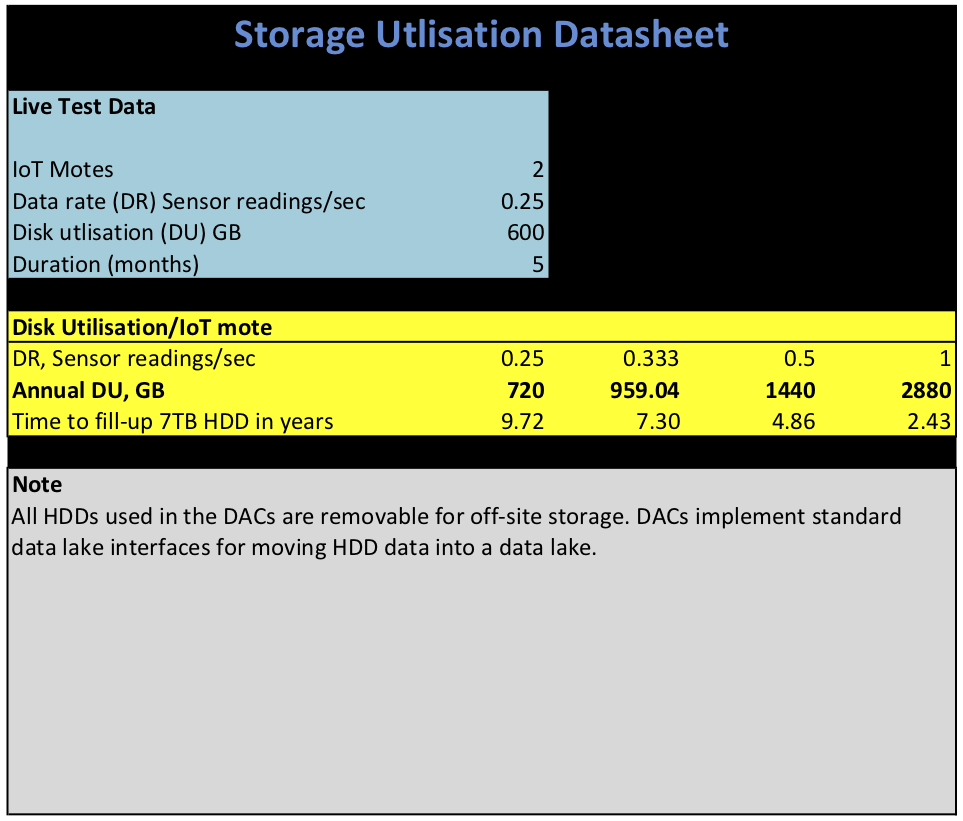 Storage Utlisation Datasheet
Live Test Data
IoT Motes 2
Data rate (DR) Sensor readings/sec 0.25
Disk utlisation (DU) GB 600
Duration (months) 5
Disk Utilisation/IoT mote
DR, Sensor readings/sec 0.25 0.333 0.5 1
Annual DU, GB 720 959.04 1440 2880
Time to fill-up 7TB HDD in years 9.72 7.30 4.86 2.43
Note
All HDDs used in the DACs are removable for off-site storage. DACs implement standard
data lake interfaces for moving HDD data into a data lake.